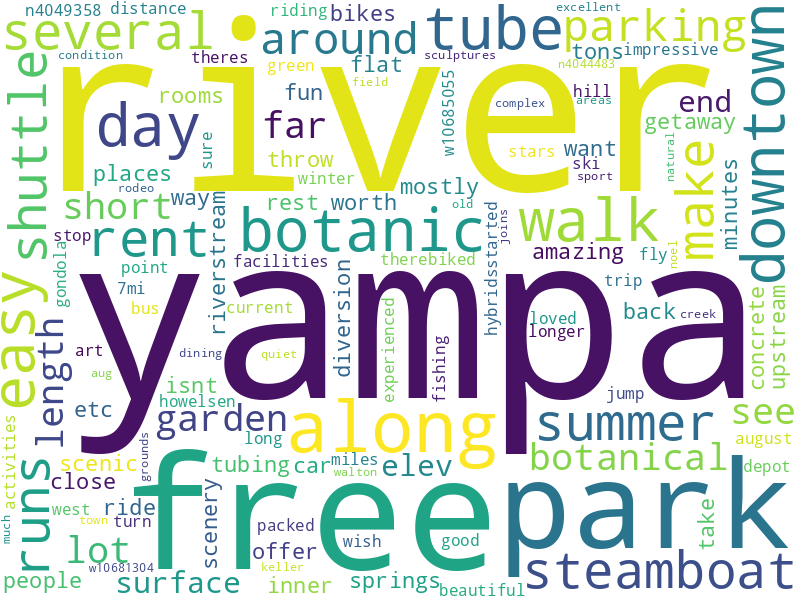 n4049358 distance
riding
bikes
excellent
several
around
tube
parking
condition
theres
sculptures
tons
impressive
river
green
flat
field
n4044483
shuttle
rooms
fun
w10685055
complex
hill
areas
end
downtown
day
far
getaway
sure
throw
stars
want
ski
natural
places
winter
mostly
sport
make
minutes
rodeo
way
rest
worth
old
short
walk
stop
rent
botanic
joins
amazing
fly
noel
gondola
riverstream
facilities
therebiked
hybridsstarted
point
yampa
trip
easy
7mi
diversion
current
experienced
fishing
loved
longer
back
creek
concrete
upstream
bus
art
dining
quiet
length
aug
isnt
jump
etc
howelsen
garden
along
summer
see
activities
grounds
long
august
runs
scenic
tubing
car
miles
walton
elev
botanical
depot
close
scenery
free
park
take
west
ride
much
town
turn
packed
lot
offer
wish
good
w10681304
keller
steamboat
people
surface
inner
springs
beautiful